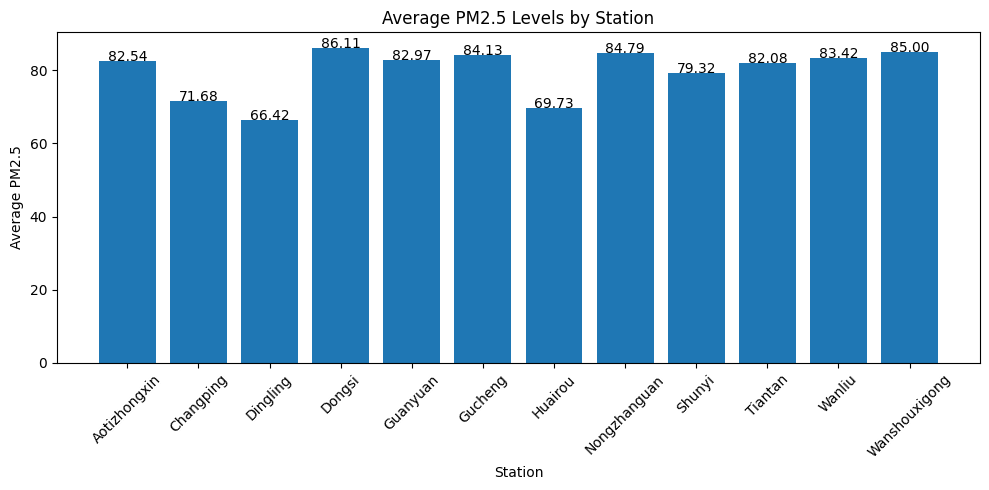 Average PM2.5 Levels by Station
Average PM2.5
80
60
40
20
0
82.54
71.68
66.42
86.11
82.97
84.13
69.73
84.79
79.32
82.08
83.42
85.00
Aotizhongxin
Changping
Dingling
Dongsi
Guanyuan
Gucheng
Huairou
Nongzhanguan
Shunyi
Tiantan
Wanliu
Wanshouxigong
Station